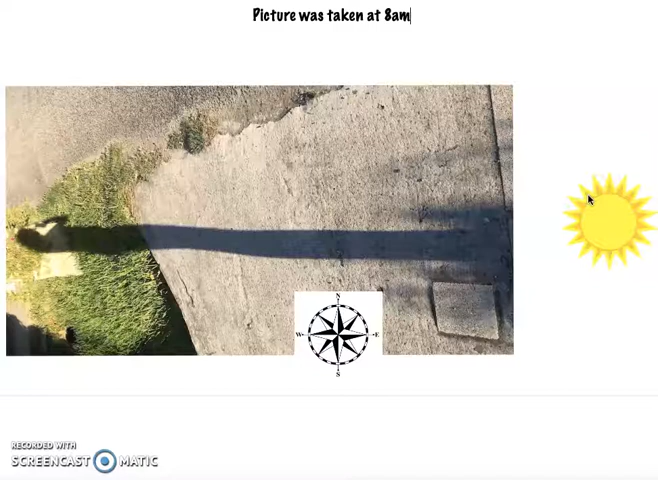 Picture was taken at 8am
N
W
E
S
RECORDED WITH
SCREENCAST MATIC